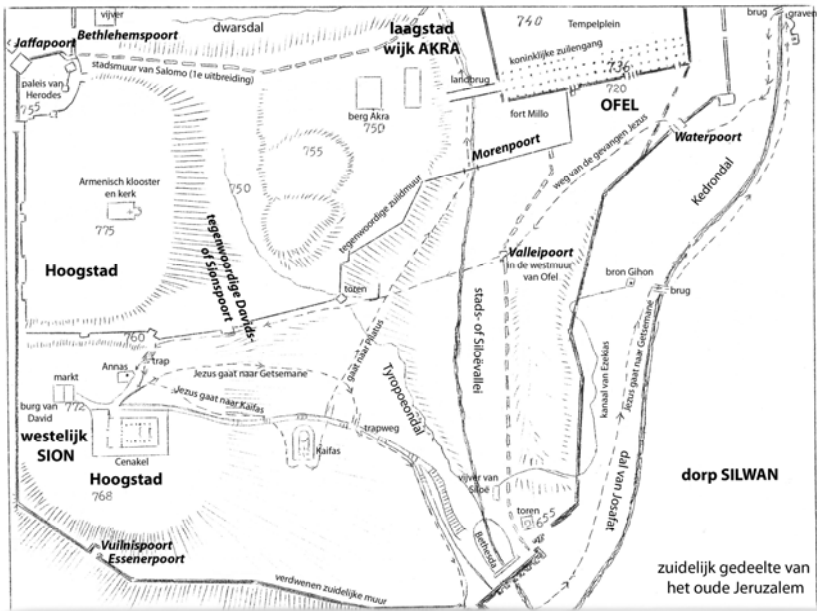 vijver
Bethlehemspoort
Jaffapoort
dwarsdal
laagstad
wijk AKRA
740
Tempelplein
brug
graven
koninklijke zuilengang
736
720
stadsmuur van Salomo (1e uitbreiding)
paleis van
Herodes
755
landbrug
OFEL
berg Akra
750
fort Millo
Morenpoort
weg van de gevangen Jezus
Waterpoort
Kedrondal
755
750
Armenisch klooster
en kerk
775
tegenwoordige zuidmuur
tegenwoordige Davids-
of Sionspoort
Hoogstad
Valleipoort
in de westmuur
van Ofel
bron Gihon
brug
toren
stads- of Siloëvallei
760
Annas
trap
markt
Jezus gaat naar Getsemane
gaat naar Pilatus
Jezus gaat naar Kaifas
Tyropoeondal
kanaal van Ezekias
Jezus gaat naar Getsemane
burg van
David
772
westelijk
SION
trapweg
Kaifas
Cenakel
Hoogstad
768
vijver van
Siloë
toren
655
Bethesda
dal van Josafat
dorp SILWAN
Vuilnispoort
Essenerpoort
verdwenen zuidelijke muur
zuidelijk gedeelte van
het oude Jeruzalem